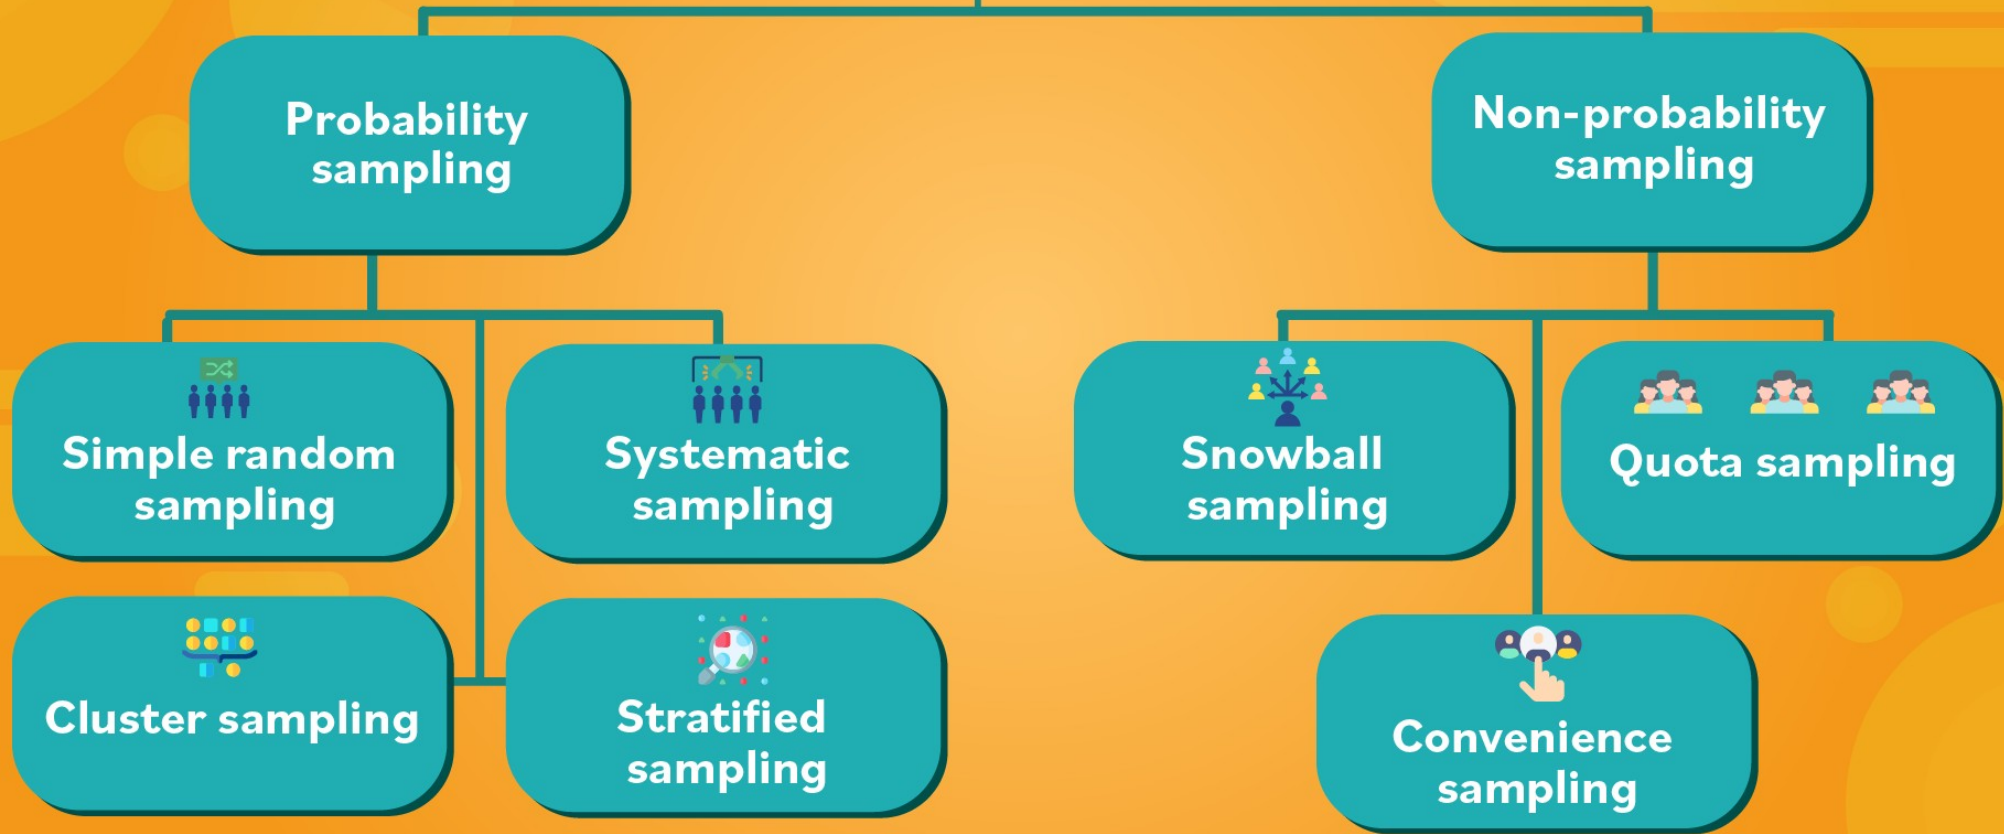 Probability
sampling
Non-probability
sampling
Simple random
sampling
Systematic
sampling
Snowball
sampling
Quota sampling
Cluster sampling
Stratified
sampling
Convenience
sampling